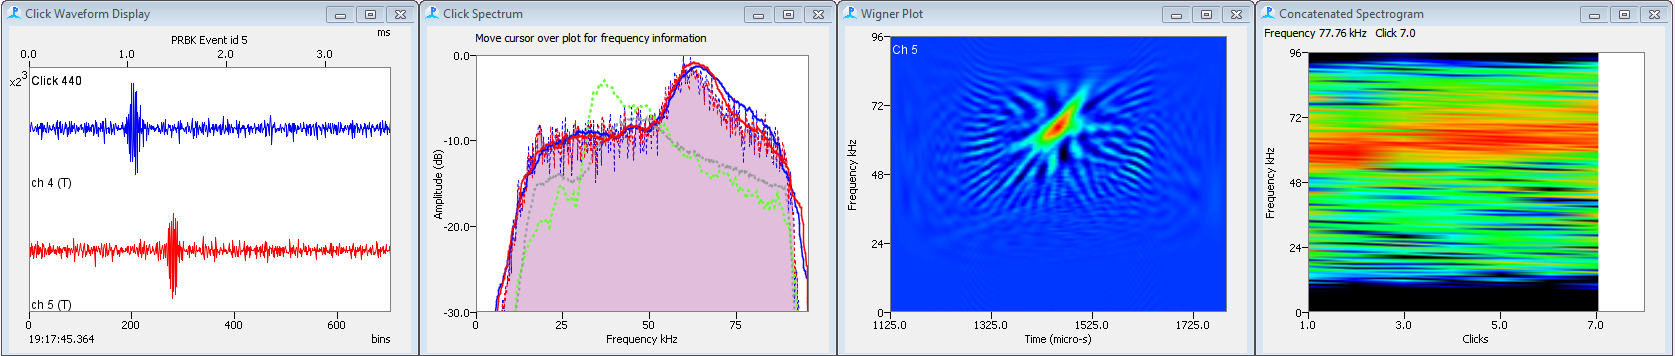 Click Waveform Display
PRBK Event id 5
ms
0.0 1.0 2.0 3.0
x2³
Click 440
ch 4 (T)
ch 5 (T)
0 200 400 600
19:17:45.364 bins
Click Spectrum
Move cursor over plot for frequency information
0.0
-10.0
-20.0
-30.0
Amplitude (dB)
0 25 50 75
Frequency kHz
Wigner Plot
Ch 5
96
72
48
24
0
Frequency kHz
1125.0 1325.0 1525.0 1725.0
Time (micro-s)
Concatenated Spectrogram
Frequency 77.76 kHz Click 7.0
96
72
48
24
0
Frequency kHz
1.0 3.0 5.0 7.0
Clicks